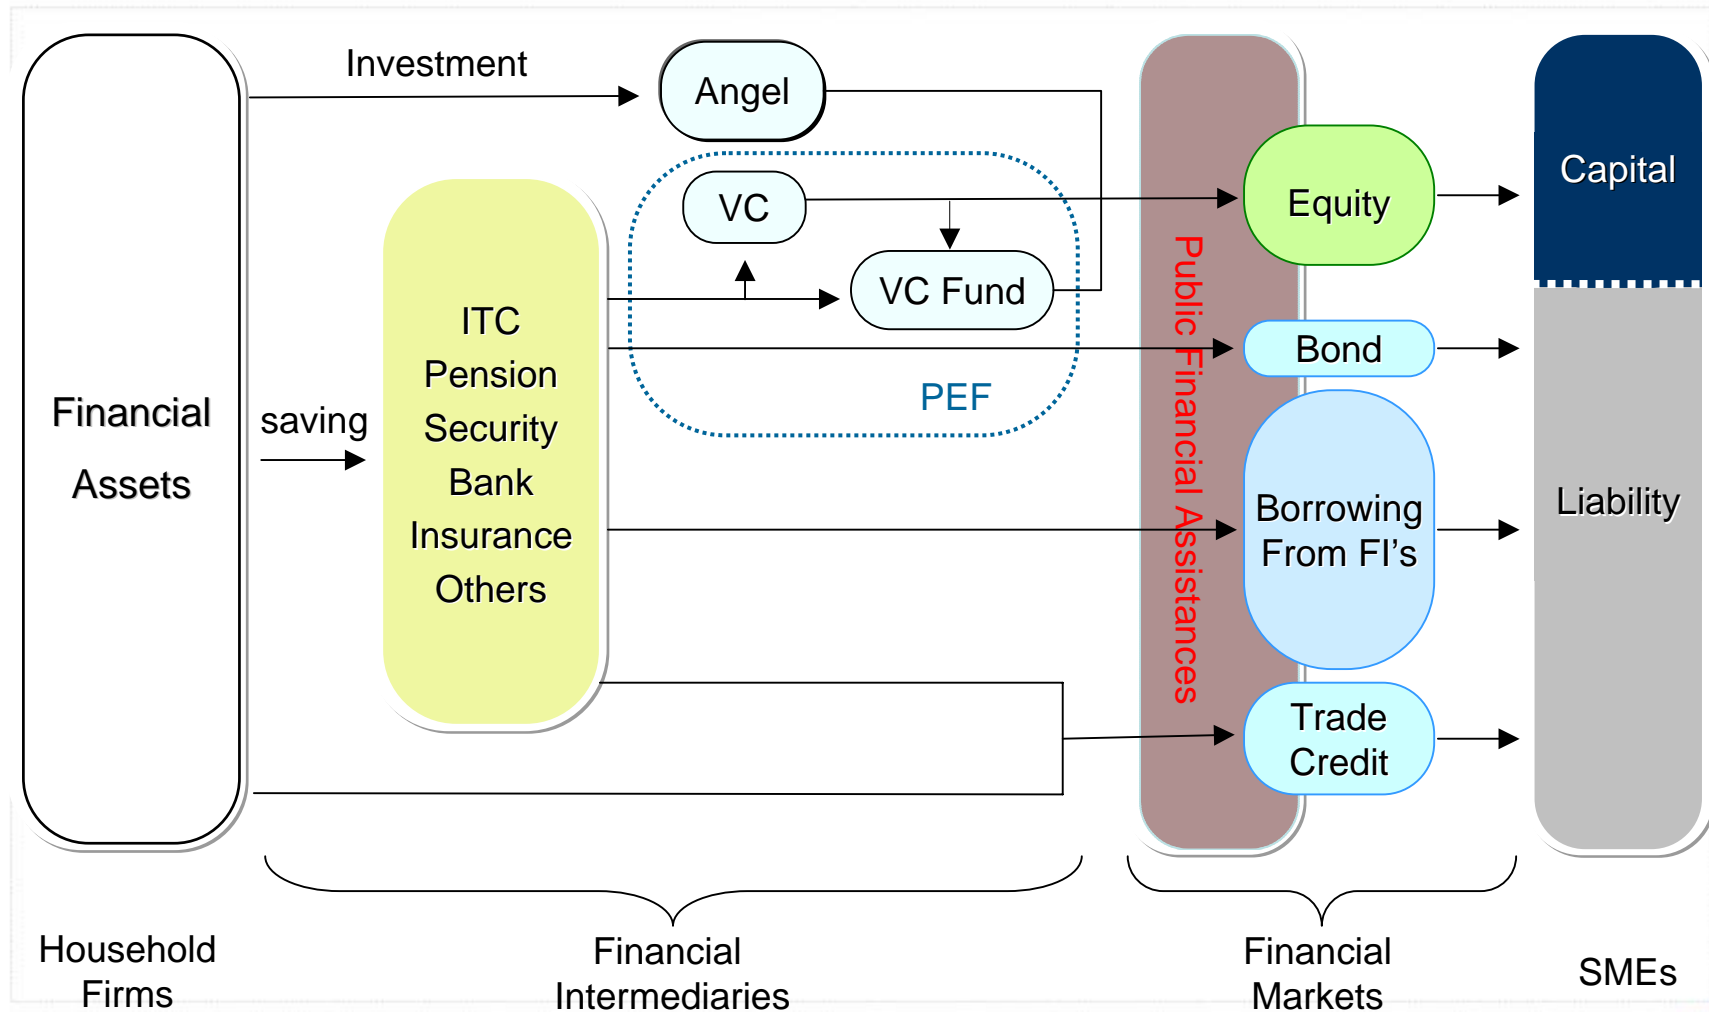 Investment
Angel
VC
VC Fund
PEF
Financial
Assets
saving
ITC
Pension
Security
Bank
Insurance
Others
Public Financial Assistances
Equity
Bond
Borrowing
From FI's
Trade
Credit
Capital
Liability
Household
Firms
Financial
Intermediaries
Financial
Markets
SMEs